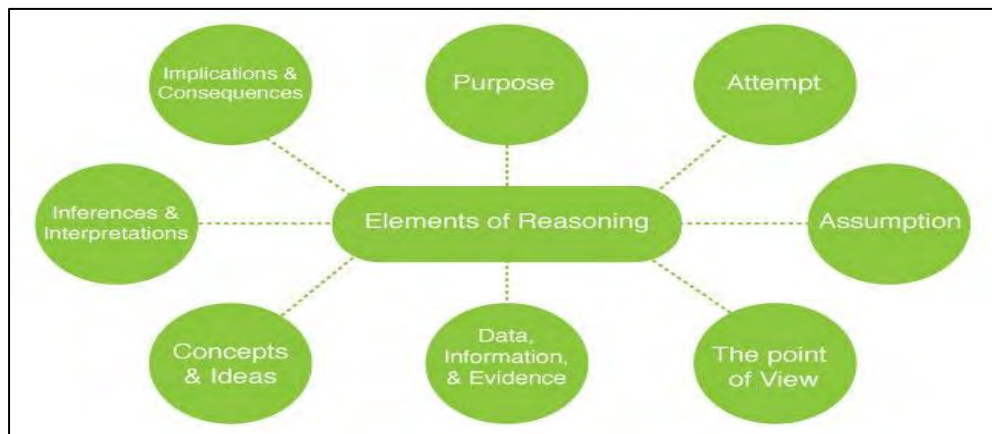 Implications &
Consequences
Purpose
Attempt
Inferences &
Interpretations
Elements of Reasoning
Assumption
Concepts
& Ideas
Data,
Information,
& Evidence
The point
of View